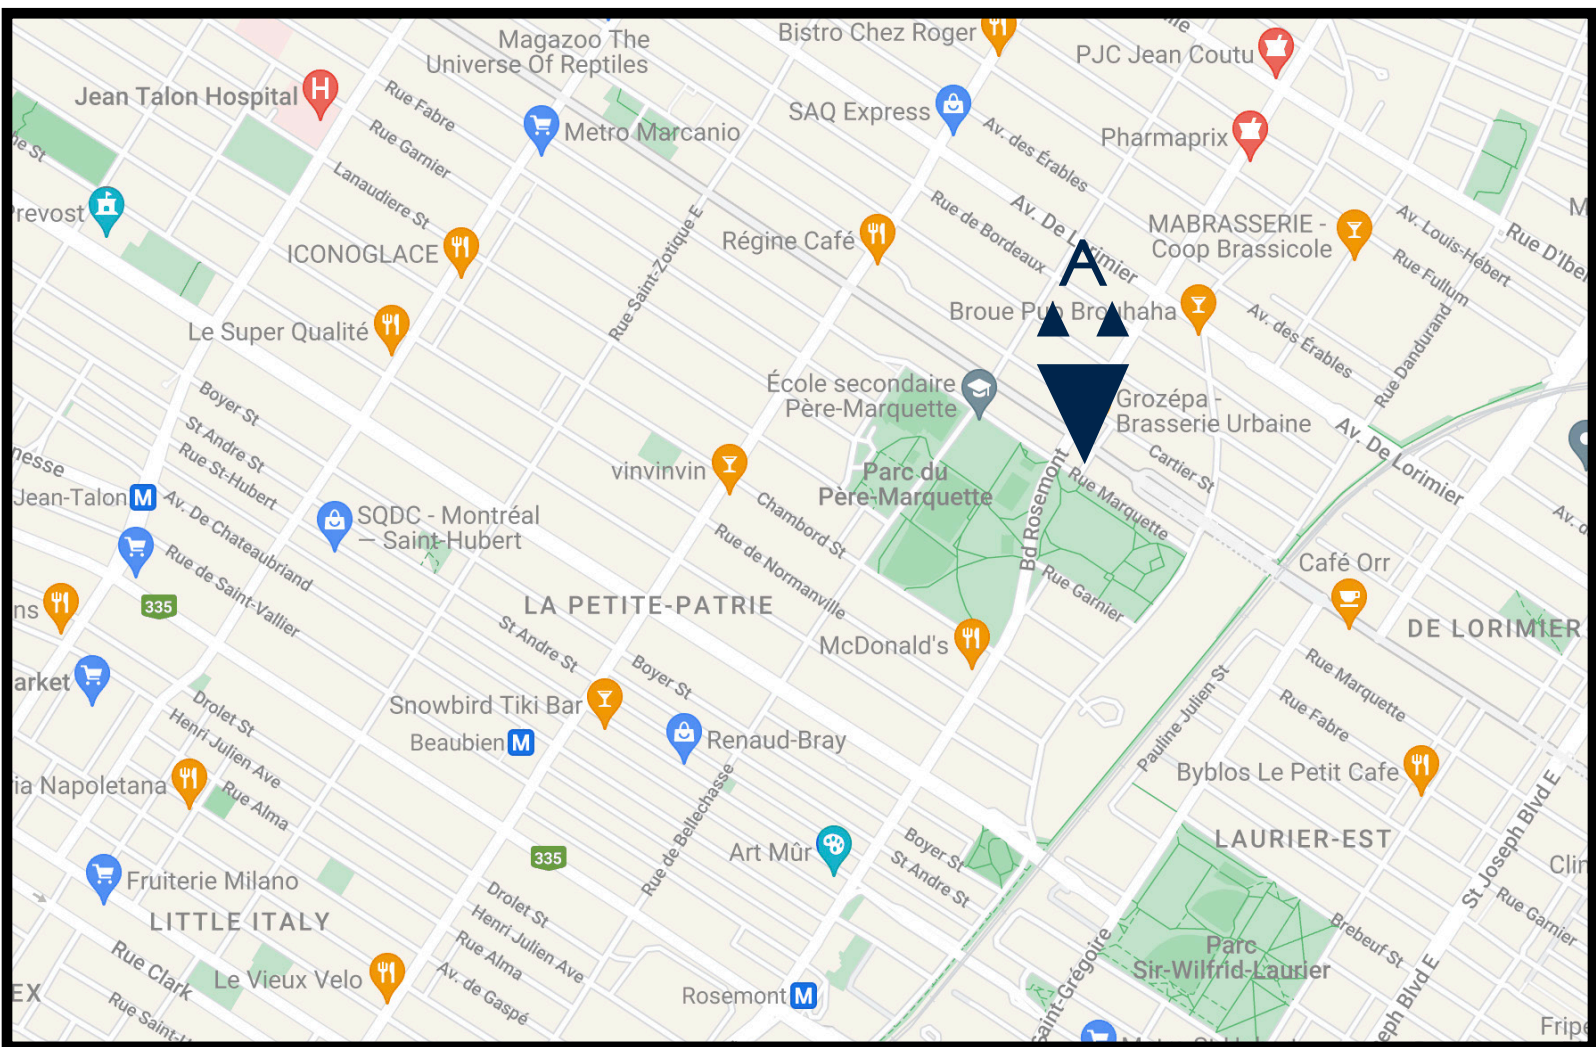 Magazoo The
Universe Of Reptiles
Bistro Chez Roger
PJC Jean Coutu
Jean Talon Hospital
H
Rue Fabre
Rue Garnier
Metro Marcanio
SAQ Express
Av. des Érables
Pharmaprix
Lanaudiere St
Prevost
ICONOGLACE
Rue Saint-Zotique E
Régine Café
Rue de Bordeaux
Av. De Lorimier
A
MABRASSERIE -
Coop Brassicole
Av. Louis-Hébert
Rue Fullum
Rue D'Iber
Le Super Qualité
Broue Pub Brouhaha
Av. des Érables
Rue Dandurand
Boyer St
St Andre St
Rue St-Hubert
École secondaire
Père-Marquette
Grozépa -
Brasserie Urbaine
Av. De Lorimier
Cartier St
vinvinvin
Parc du
Père-Marquette
Bd Rosemont
Rue Marquette
Jean-Talon
M
Av. De Chateaubriand
SQDC - Montréal
— Saint-Hubert
Chambord St
Rue de Normanville
Rue de Saint-Vallier
Rue Garnier
Café Orr
335
LA PETITE-PATRIE
McDonald's
DE LORIMIER
St Andre St
Boyer St
Rue Marquette
Rue Fabre
Pauline Julien St
arket
Drolet St
Henri Julien Ave
Rue Alma
Snowbird Tiki Bar
Beaubien
M
Renaud-Bray
Rue de Bellechasse
ia Napoletana
Byblos Le Petit Cafe
St Joseph Blvd E
LAURIER-EST
335
Art Mûr
Boyer St
St Andre St
Fruiterie Milano
LITTLE ITALY
Drolet St
Henri Julien Ave
Rue Alma
Av. de Gaspé
Rue Garnier
Brebeuf St
Parc
Sir-Wilfrid-Laurier
Rue Clark
Le Vieux Velo
Rosemont
M
Saint-Grégoire
eph Blvd E
EX
Rue Saint-
Fripe